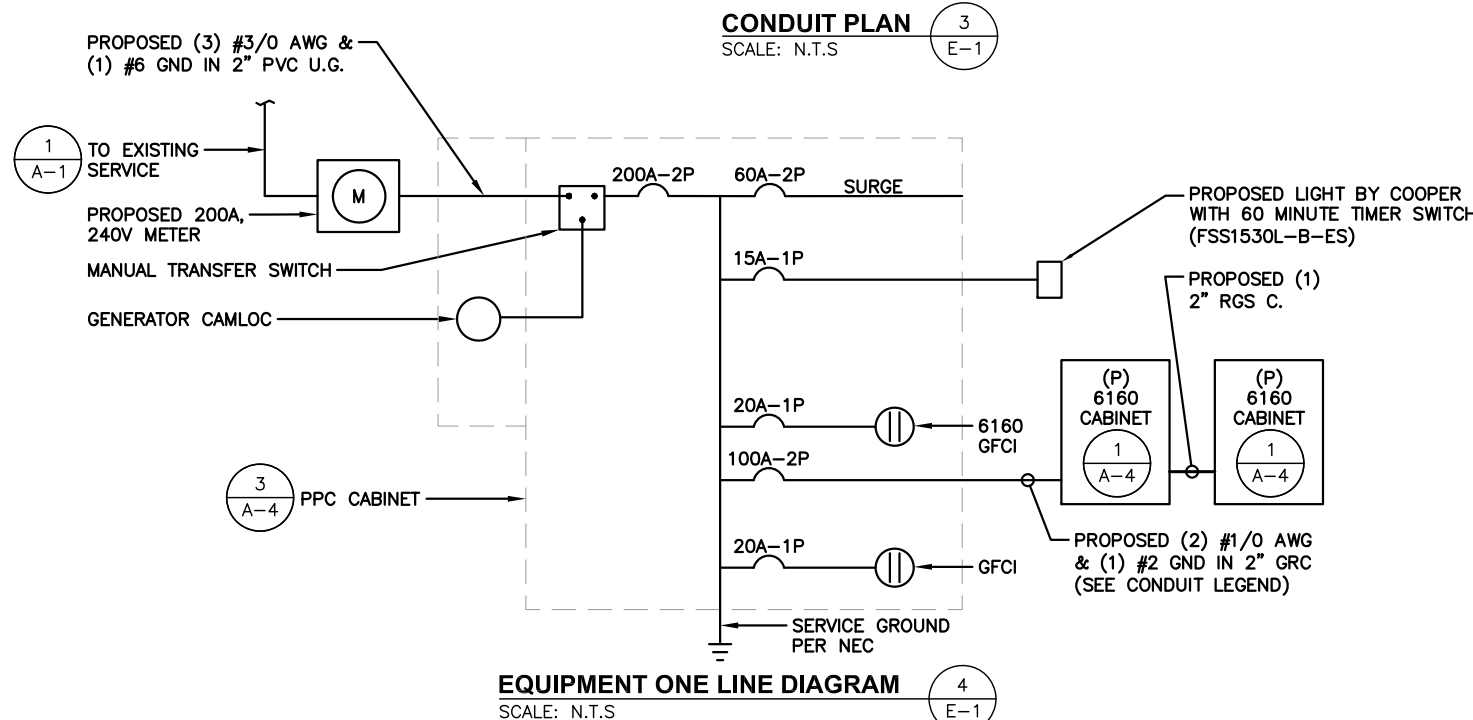 CONDUIT PLAN
SCALE: N.T.S
3
E-1
PROPOSED (3) #3/0 AWG &
(1) #6 GND IN 2" PVC U.G.
1
A-1
TO EXISTING
SERVICE
M
PROPOSED 200A,
240V METER
MANUAL TRANSFER SWITCH
GENERATOR CAMLOC
200A-2P
60A-2P
SURGE
15A-1P
PROPOSED LIGHT BY COOPER
WITH 60 MINUTE TIMER SWITCH
(FSS1530L-B-ES)
PROPOSED (1)
2" RGS C.
(P)
6160
CABINET
1
A-4
(P)
6160
CABINET
1
A-4
20A-1P
6160
GFCI
100A-2P
3
A-4
PPC CABINET
PROPOSED (2) #1/0 AWG
& (1) #2 GND IN 2" GRC
(SEE CONDUIT LEGEND)
20A-1P
GFCI
SERVICE GROUND
PER NEC
EQUIPMENT ONE LINE DIAGRAM
SCALE: N.T.S
4
E-1